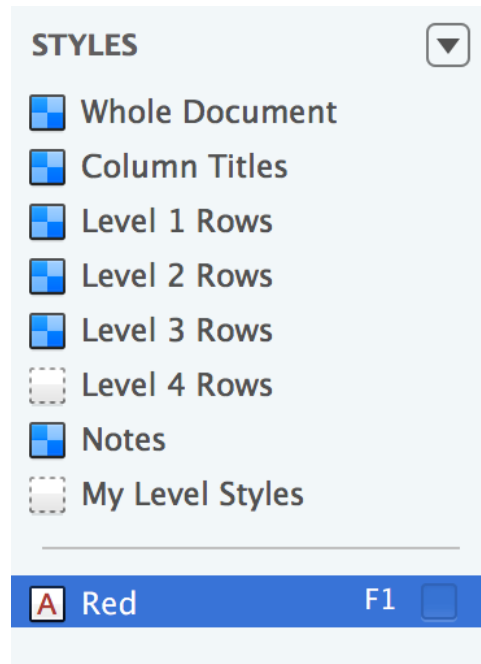 STYLES
Whole Document
Column Titles
Level 1 Rows
Level 2 Rows
Level 3 Rows
Level 4 Rows
Notes
My Level Styles
A Red F1